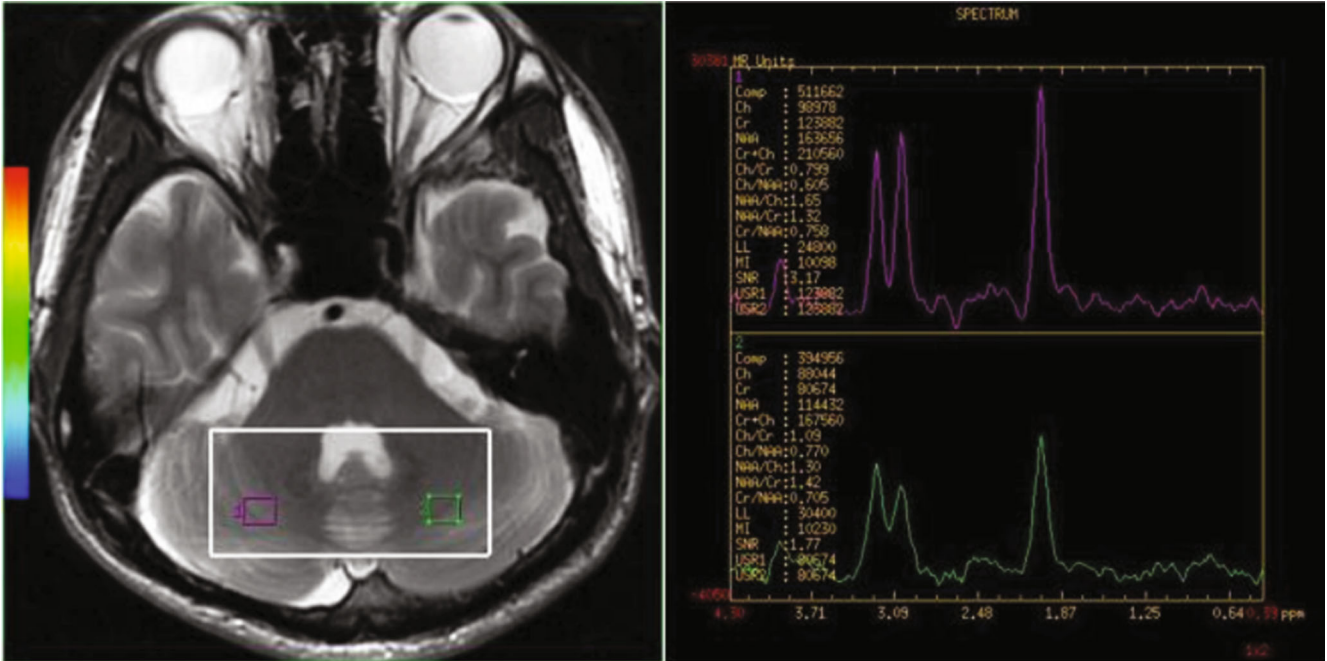 SPECTRUM
30381 MR Units
1
Comp : 511662
Ch : 98978
Cr : 123882
NAA : 163656
Cr+Ch : 210560
Ch/Cr :0.799
Ch/NAA:0.605
NAA/Ch:1.65
NAA/Cr:1.32
Cr/NAA:0.758
LL : 24800
MI : 10098
SNR :3.17
USR1 : 123882
USR2 : 123882
2
Comp : 394956
Ch : 88044
Cr : 80674
NAA : 114432
Cr+Ch : 167560
Ch/Cr :1.09
Ch/NAA:0.770
NAA/Ch:1.30
NAA/Cr:1.42
Cr/NAA:0.705
LL : 30400
MI : 10230
SNR :1.77
USR1 : 80674
USR2 : 80674
4.30 3.71 3.09 2.48 1.87 1.25 0.64 0.39 ppm
1x2
1